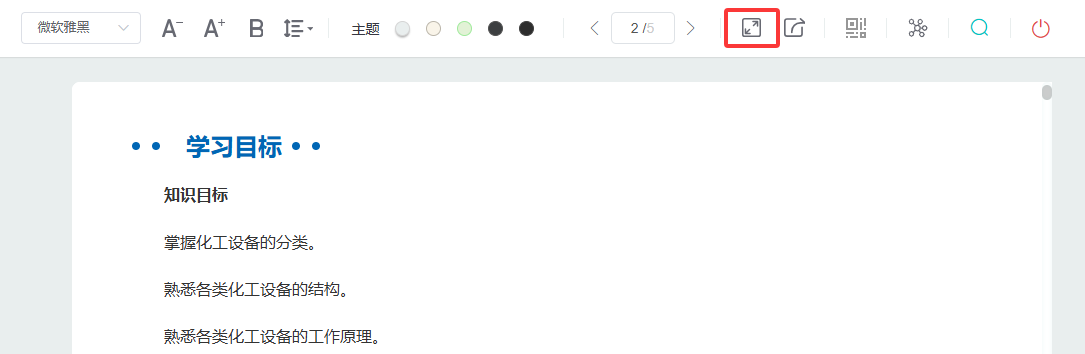 微软雅黑 A- A+ B 主题 2 /5
学习目标
知识目标
掌握化工设备的分类。
熟悉各类化工设备的结构。
熟悉各类化工设备的工作原理。